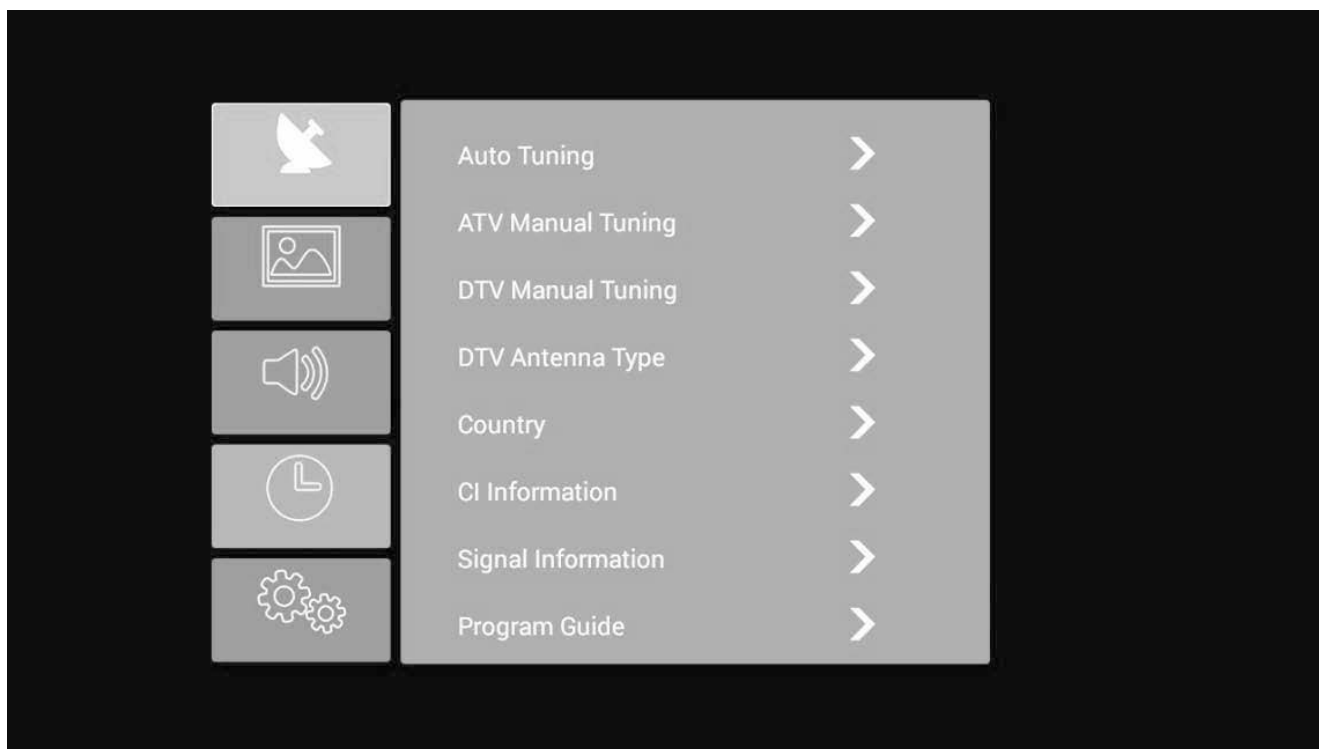 Auto Tuning
ATV Manual Tuning
DTV Manual Tuning
DTV Antenna Type
Country
CI Information
Signal Information
Program Guide